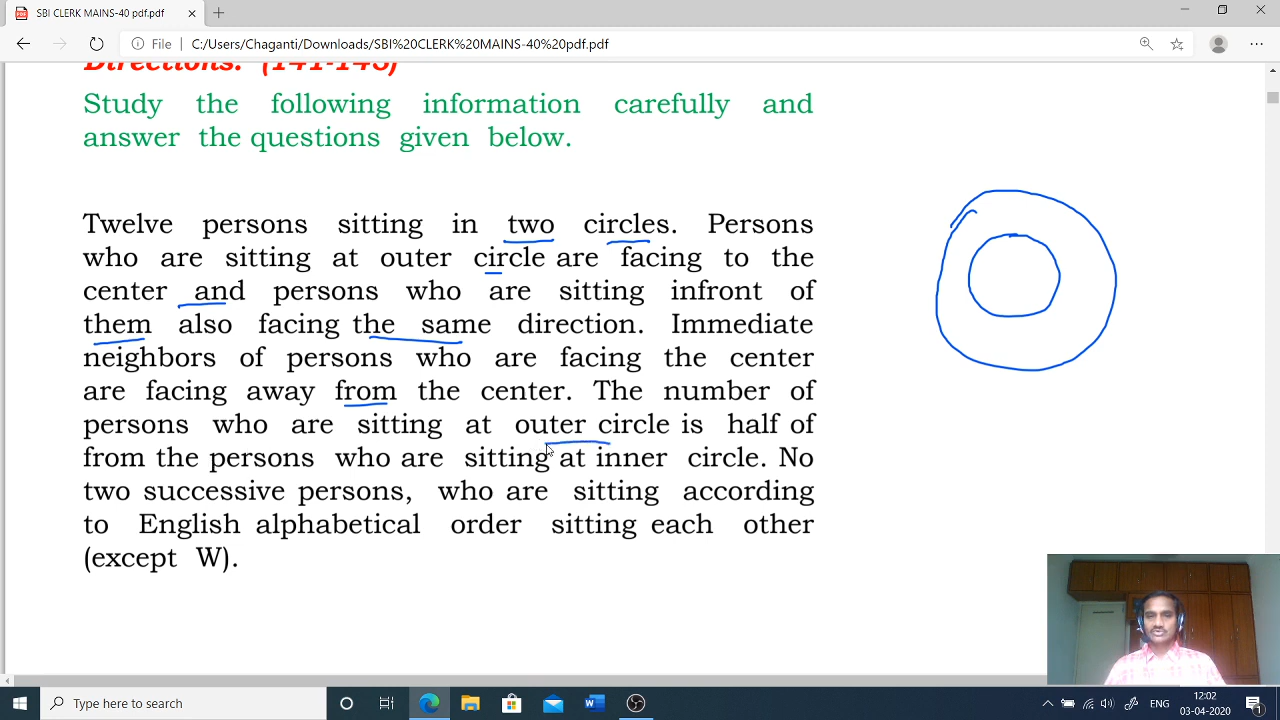 SBI CLERK MAINS-40 pdf.pdf
File C:/Users/Chaganti/Downloads/SBI%20CLERK%20MAINS-40%20pdf.pdf
Directions: (141-145)
Study the following information carefully and
answer the questions given below.
Twelve persons sitting in two circles. Persons
who are sitting at outer circle are facing to the
center and persons who are sitting infront of
them also facing the same direction. Immediate
neighbors of persons who are facing the center
are facing away from the center. The number of
persons who are sitting at outer circle is half of
from the persons who are sitting at inner circle. No
two successive persons, who are sitting according
to English alphabetical order sitting each other
(except W).
Type here to search
ENG
12:02
03-04-2020